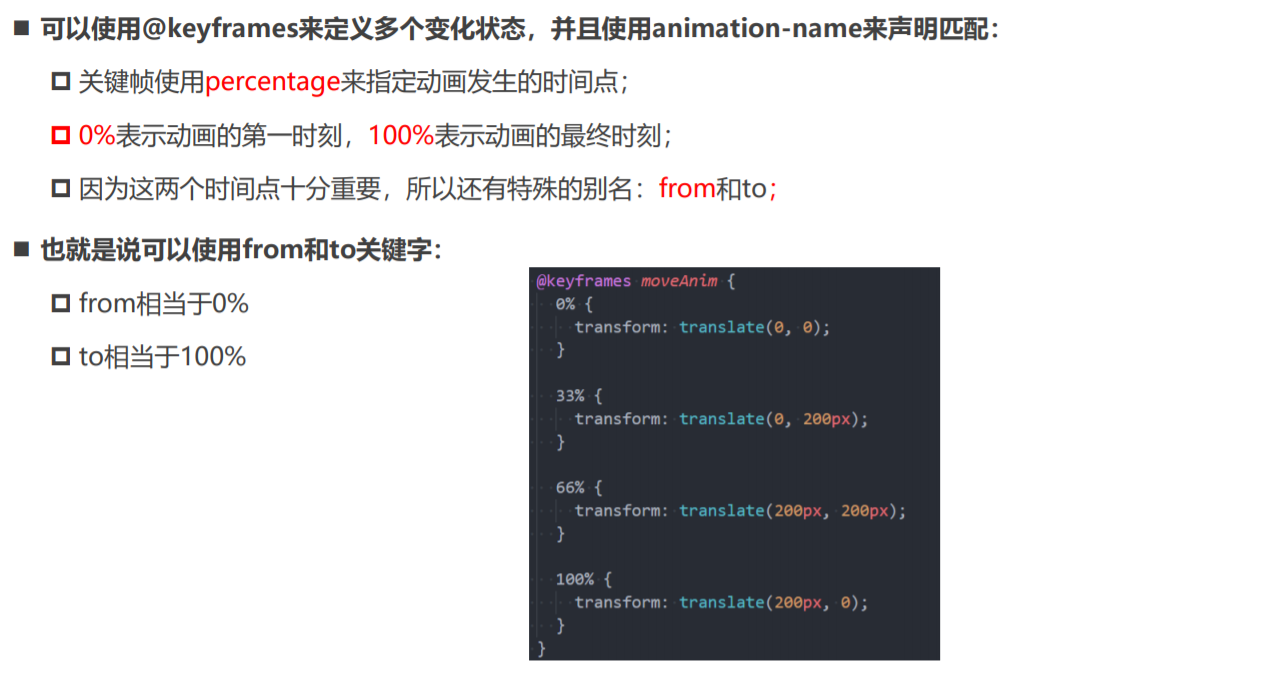 可以使用@keyframes来定义多个变化状态，并且使用animation-name来声明匹配：
关键帧使用percentage来指定动画发生的时间点；
0%表示动画的第一时刻，100%表示动画的最终时刻；
因为这两个时间点十分重要，所以还有特殊的别名：from和to；
也就是说可以使用from和to关键字：
from相当于0%
to相当于100%
@keyframes moveAnim {
0% {
transform: translate(0, 0);
}
33% {
transform: translate(0, 200px);
}
66% {
transform: translate(200px, 200px);
}
100% {
transform: translate(200px, 0);
}
}